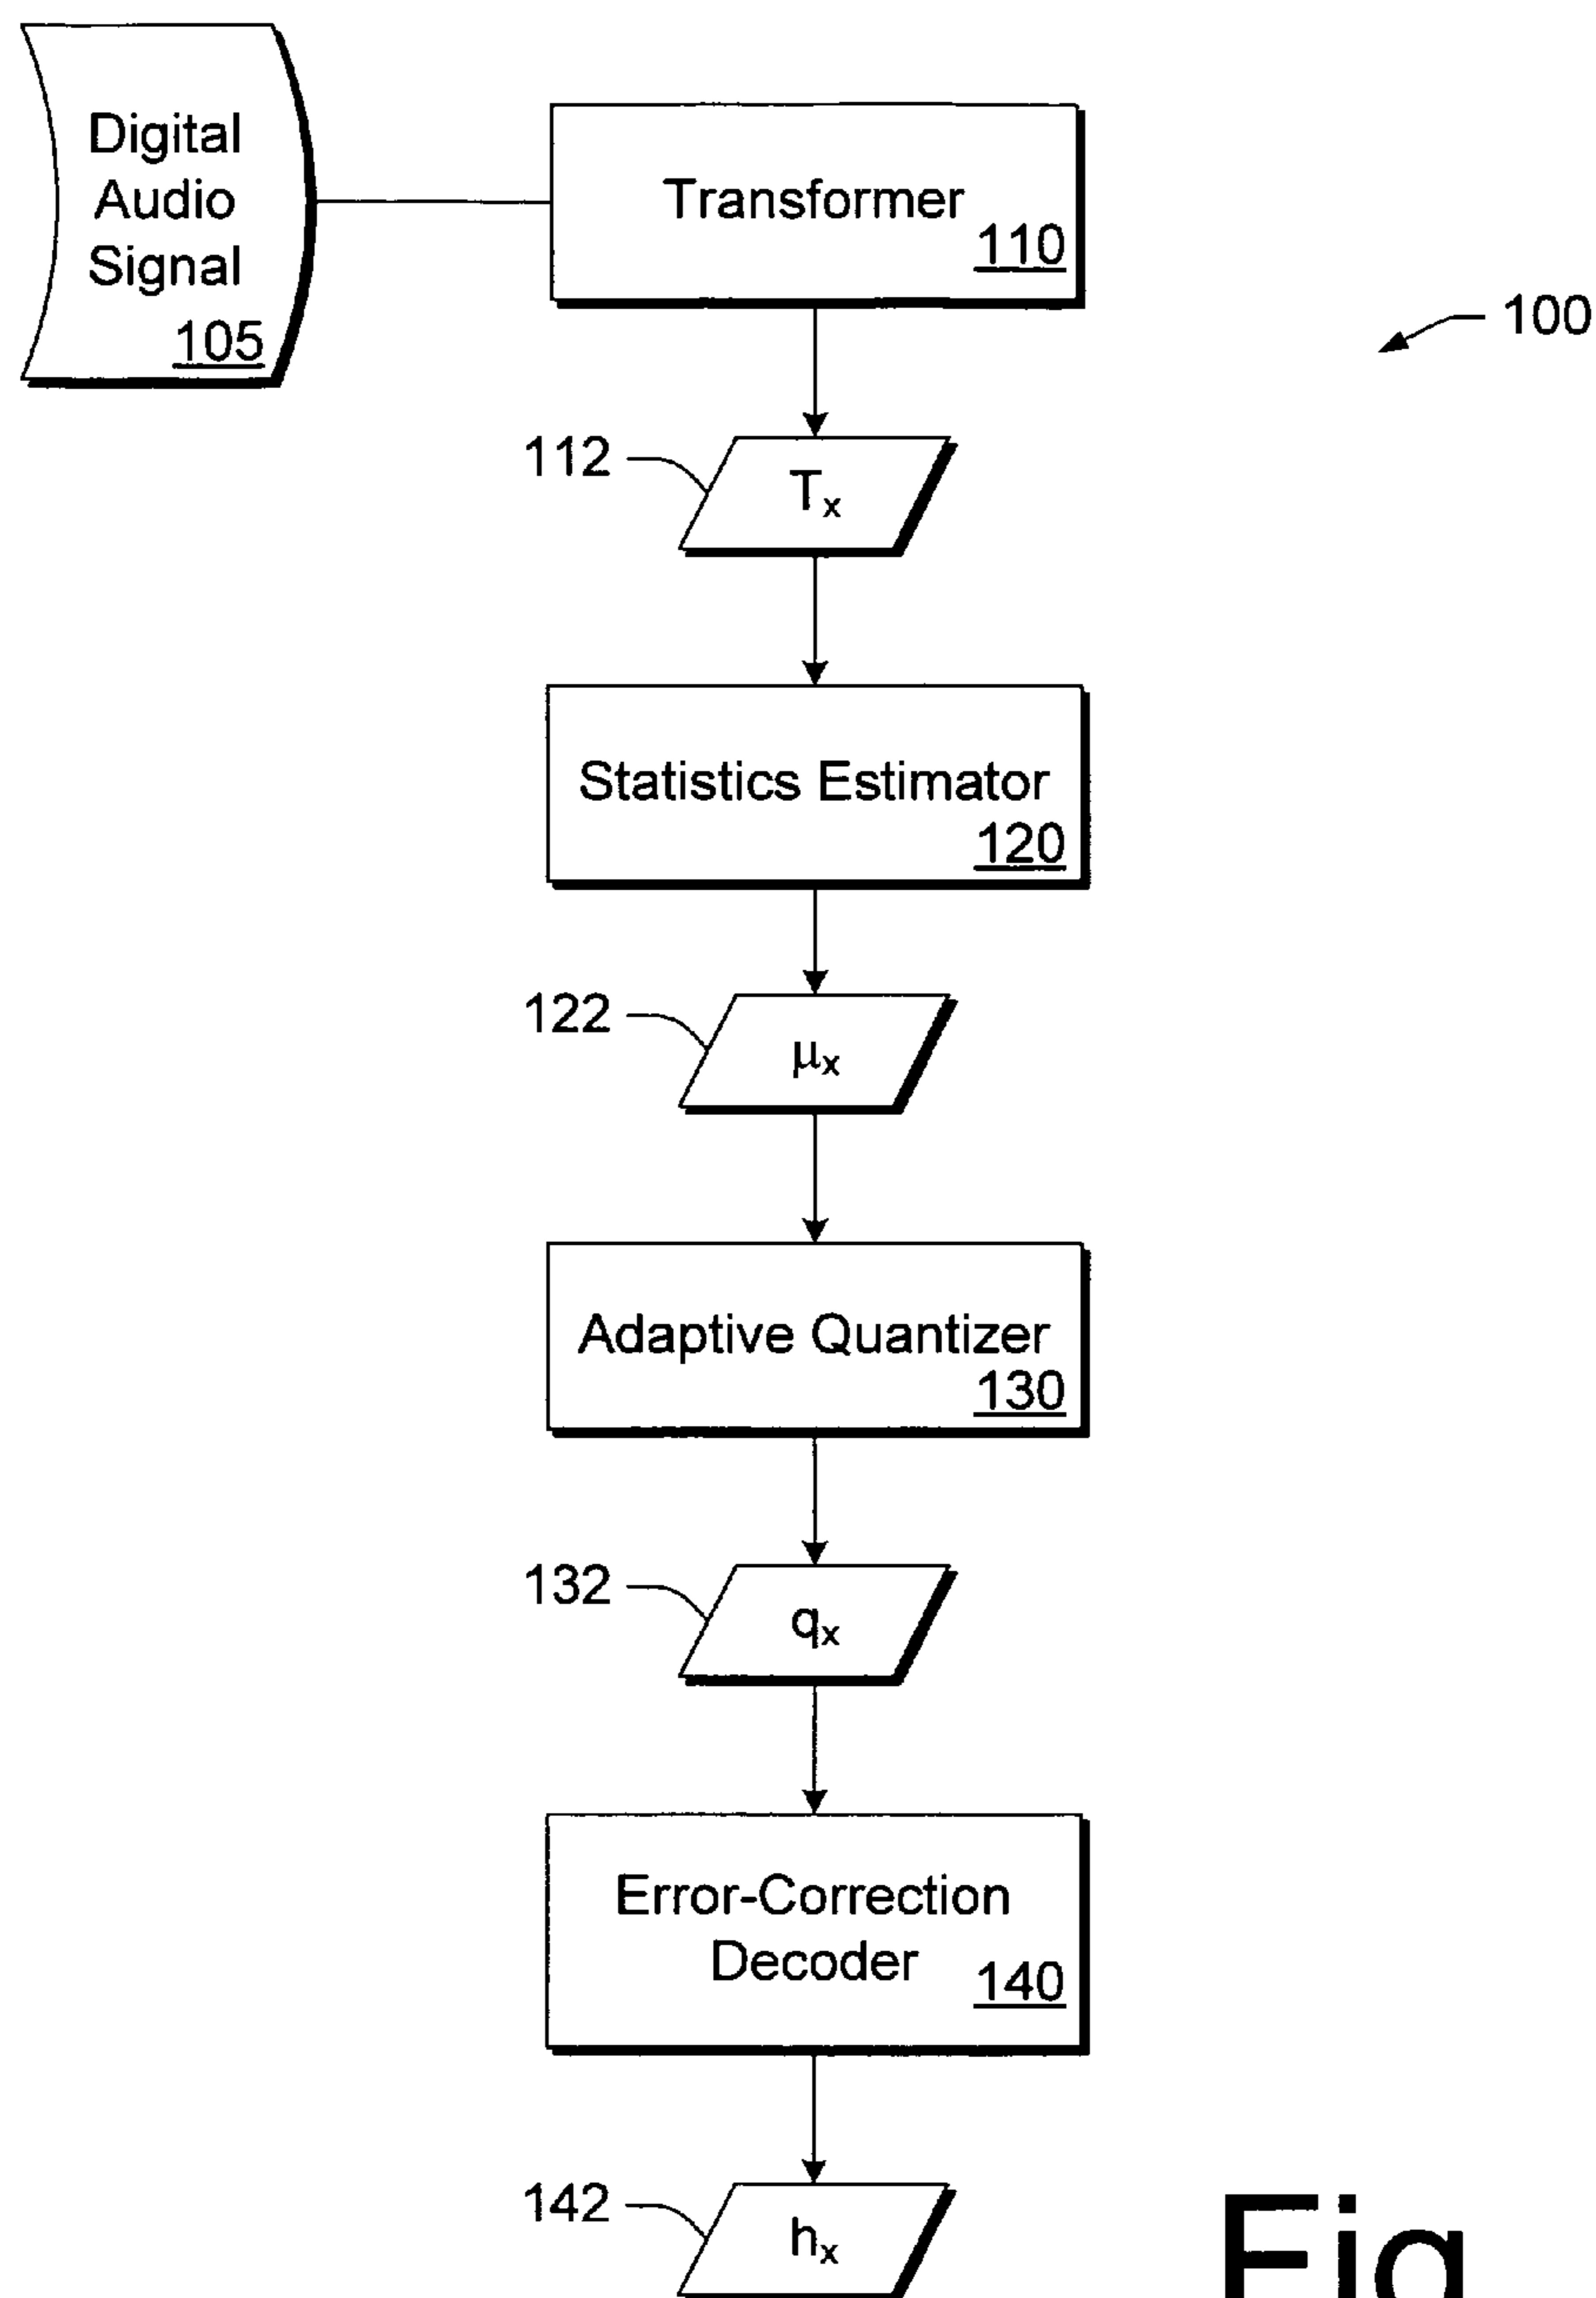 Digital
Audio
Signal
105
Transformer
110
100
112
Tₓ
Statistics Estimator
120
122
μₓ
Adaptive Quantizer
130
132
qₓ
Error-Correction
Decoder
140
142
hₓ
Fig